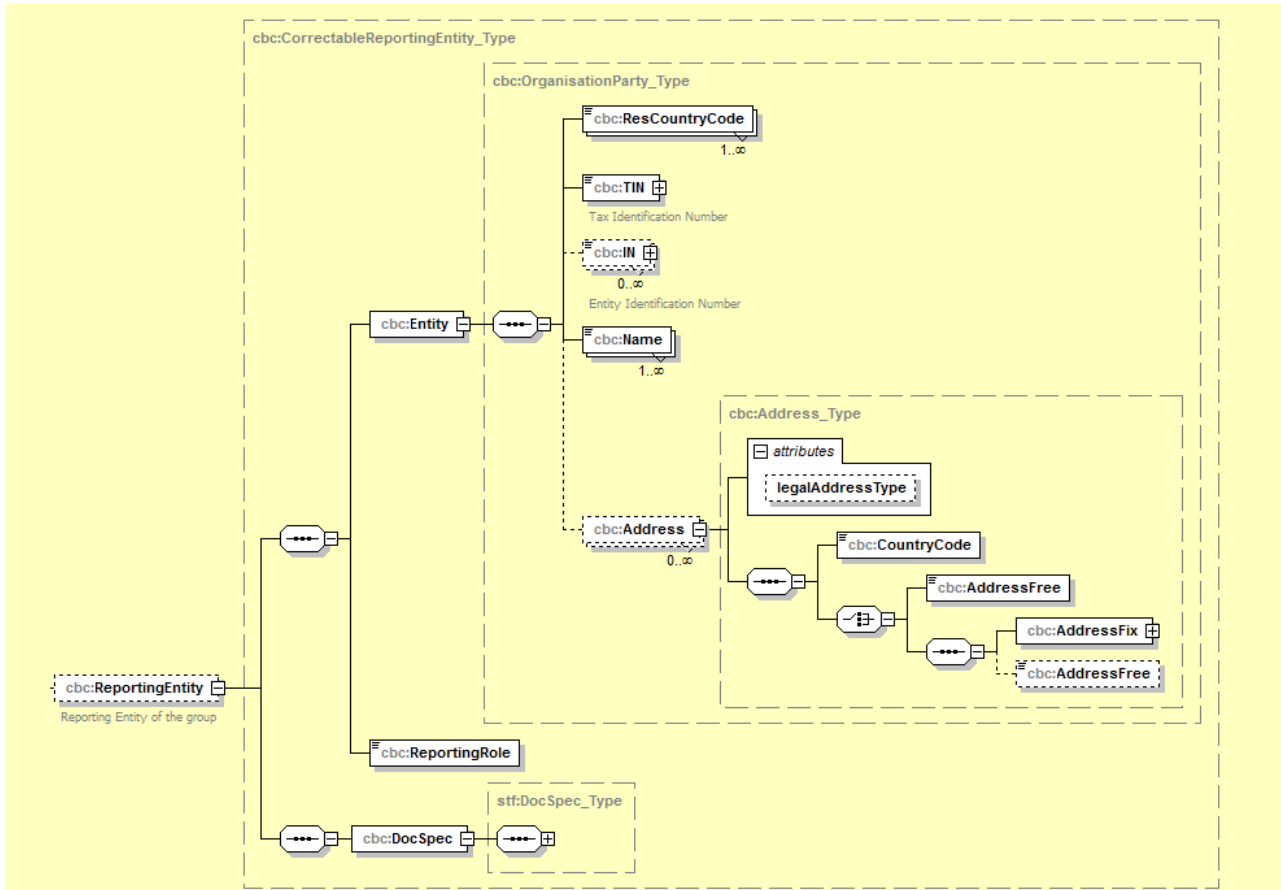 cbc:CorrectableReportingEntity_Type
cbc:OrganisationParty_Type
cbc:ResCountryCode
1..∞
cbc:TIN
Tax Identification Number
cbc:IN
0..∞
Entity Identification Number
cbc:Entity
cbc:Name
1..∞
cbc:Address_Type
attributes
legalAddressType
cbc:Address
0..∞
cbc:CountryCode
cbc:AddressFree
cbc:AddressFix
cbc:AddressFree
cbc:ReportingEntity
Reporting Entity of the group
cbc:ReportingRole
stf:DocSpec_Type
cbc:DocSpec